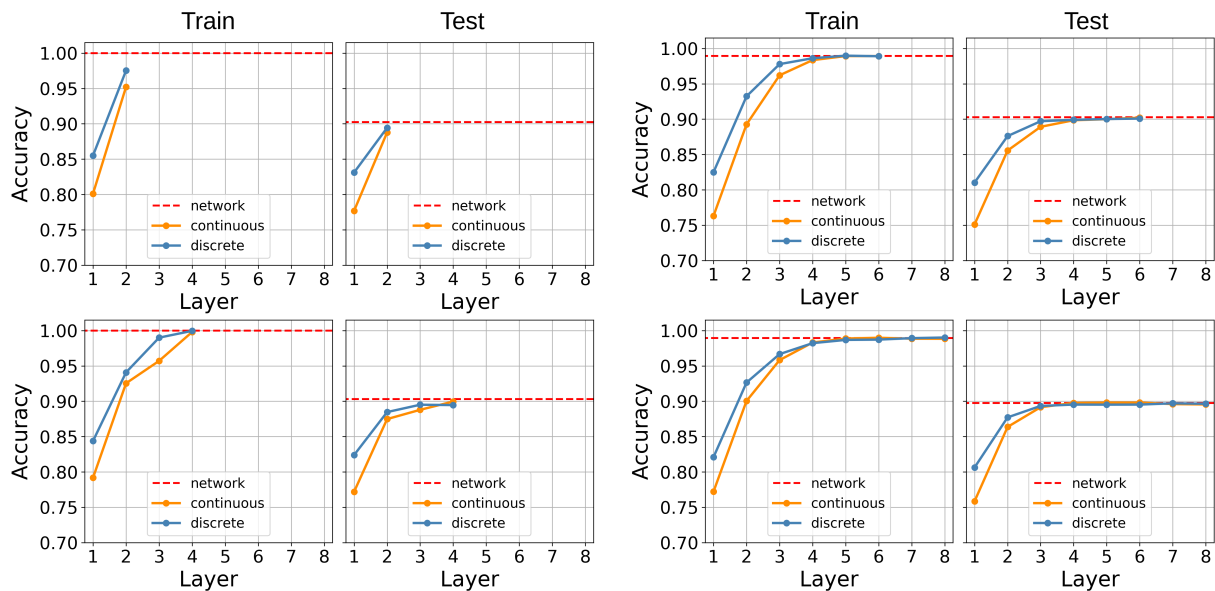 Train
Test
Train
Test
Accuracy
1.00
0.95
0.90
0.85
0.80
0.75
0.70
network
continuous
discrete
1 2 3 4 5 6 7 8
Layer
network
continuous
discrete
1 2 3 4 5 6 7 8
Layer
Accuracy
1.00
0.95
0.90
0.85
0.80
0.75
0.70
network
continuous
discrete
1 2 3 4 5 6 7 8
Layer
network
continuous
discrete
1 2 3 4 5 6 7 8
Layer
Accuracy
1.00
0.95
0.90
0.85
0.80
0.75
0.70
network
continuous
discrete
1 2 3 4 5 6 7 8
Layer
network
continuous
discrete
1 2 3 4 5 6 7 8
Layer
Accuracy
1.00
0.95
0.90
0.85
0.80
0.75
0.70
network
continuous
discrete
1 2 3 4 5 6 7 8
Layer
network
continuous
discrete
1 2 3 4 5 6 7 8
Layer